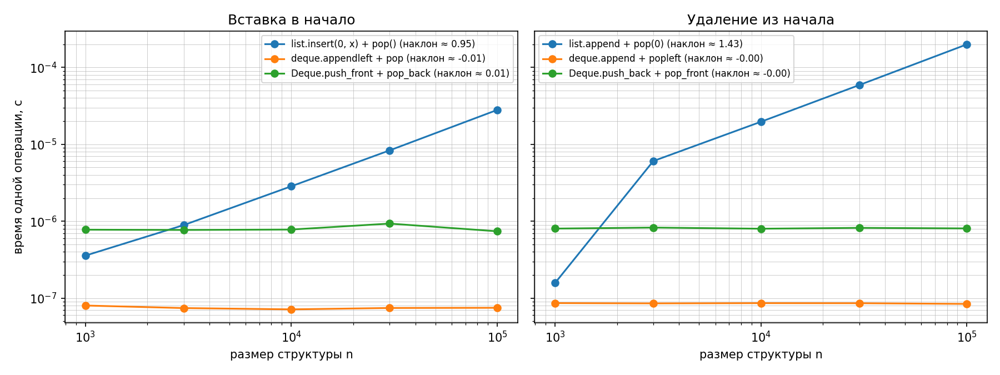 Вставка в начало
list.insert(0, x) + pop() (наклон ≈ 0.95)
deque.appendleft + pop (наклон ≈ -0.01)
Deque.push_front + pop_back (наклон ≈ 0.01)
время одной операции, с
10⁻⁴
10⁻⁵
10⁻⁶
10⁻⁷
10³
10⁴
10⁵
размер структуры n
Удаление из начала
list.append + pop(0) (наклон ≈ 1.43)
deque.append + popleft (наклон ≈ -0.00)
Deque.push_back + pop_front (наклон ≈ -0.00)
10³
10⁴
10⁵
размер структуры n